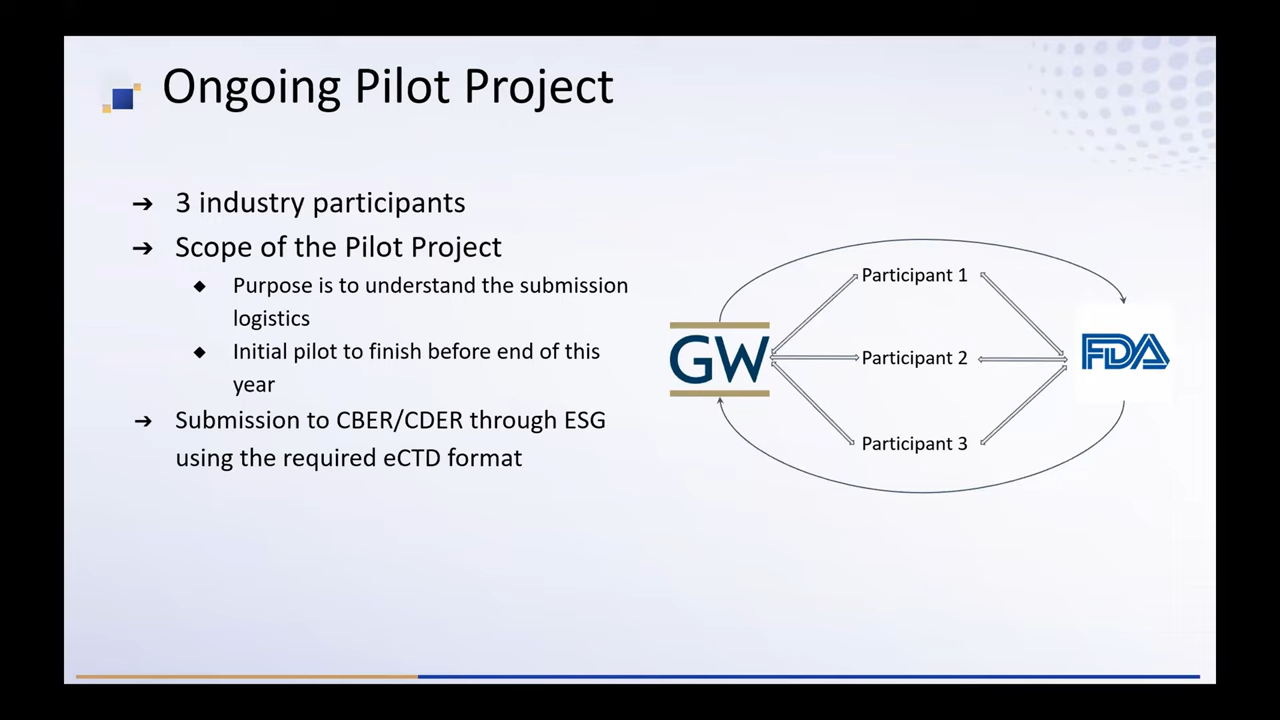 Ongoing Pilot Project
➔ 3 industry participants
➔ Scope of the Pilot Project
◆ Purpose is to understand the submission
logistics
◆ Initial pilot to finish before end of this
year
➔ Submission to CBER/CDER through ESG
using the required eCTD format
Participant 1
GW
Participant 2
FDA
Participant 3